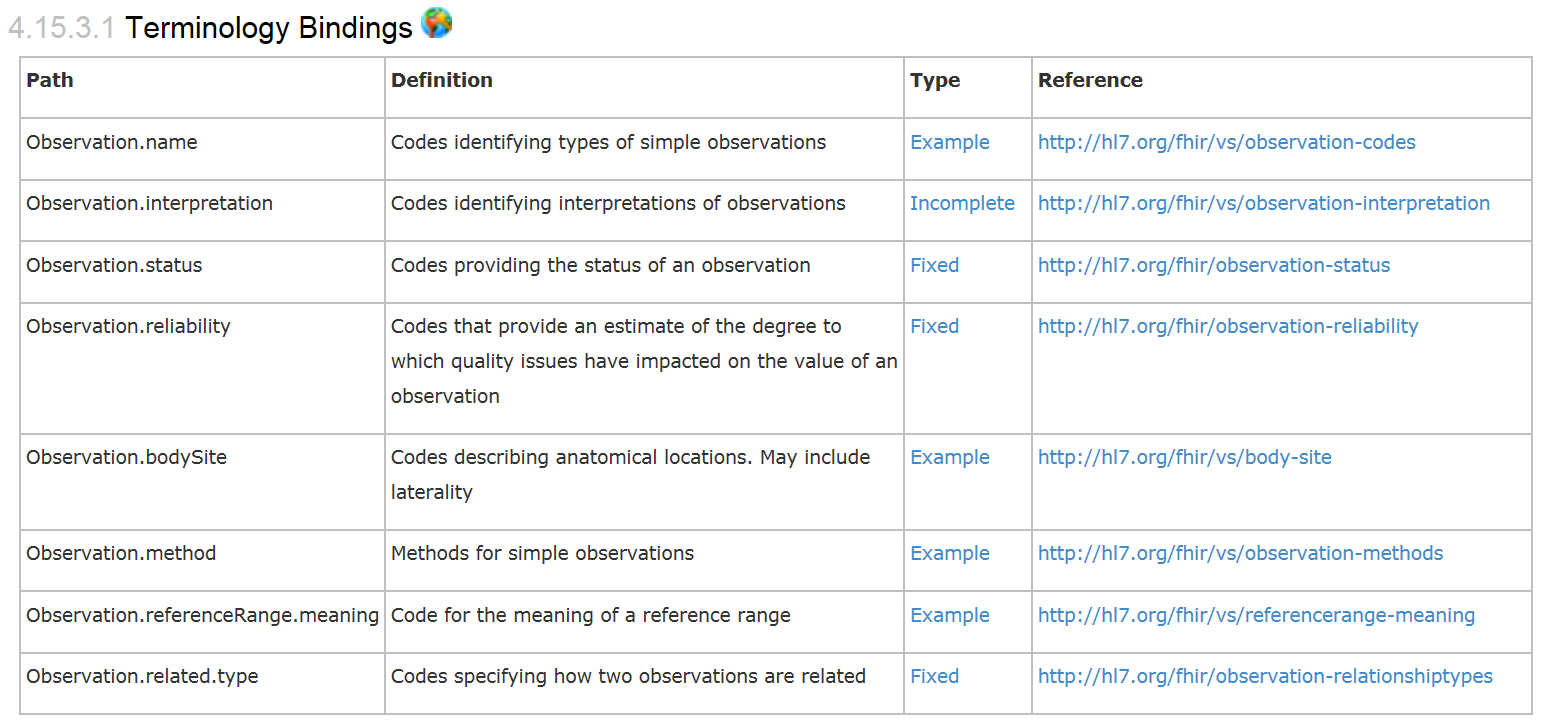 4.15.3.1 Terminology Bindings
Path Definition Type Reference
Observation.name Codes identifying types of simple observations Example http://hl7.org/fhir/vs/observation-codes
Observation.interpretation Codes identifying interpretations of observations Incomplete http://hl7.org/fhir/vs/observation-interpretation
Observation.status Codes providing the status of an observation Fixed http://hl7.org/fhir/observation-status
Observation.reliability Codes that provide an estimate of the degree to Fixed http://hl7.org/fhir/observation-reliability
which quality issues have impacted on the value of an
observation
Observation.bodySite Codes describing anatomical locations. May include Example http://hl7.org/fhir/vs/body-site
laterality
Observation.method Methods for simple observations Example http://hl7.org/fhir/vs/observation-methods
Observation.referenceRange.meaning Code for the meaning of a reference range Example http://hl7.org/fhir/vs/referencerange-meaning
Observation.related.type Codes specifying how two observations are related Fixed http://hl7.org/fhir/observation-relationshiptypes